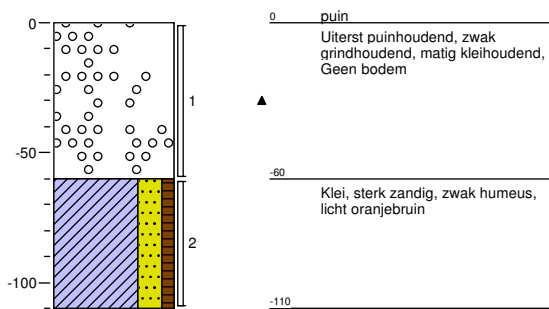 0
-50
-100
1
2
0
puin
Uiterst puinhoudend, zwak
grindhoudend, matig kleihoudend,
Geen bodem
-60
Klei, sterk zandig, zwak humeus,
licht oranjebruin
-110